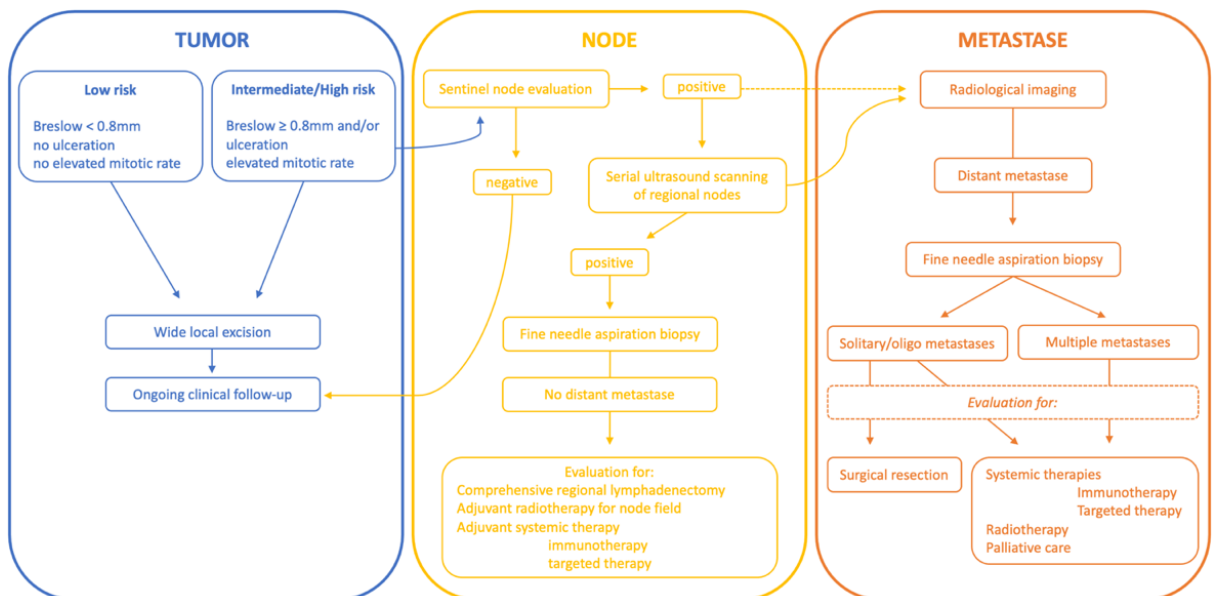 TUMOR
Low risk
Breslow < 0.8mm
no ulceration
no elevated mitotic rate
Intermediate/High risk
Breslow ≥ 0.8mm and/or
ulceration
elevated mitotic rate
Wide local excision
Ongoing clinical follow-up
NODE
Sentinel node evaluation
positive
negative
Serial ultrasound scanning
of regional nodes
positive
Fine needle aspiration biopsy
No distant metastase
Evaluation for:
Comprehensive regional lymphadenectomy
Adjuvant radiotherapy for node field
Adjuvant systemic therapy
immunotherapy
targeted therapy
METASTASE
Radiological imaging
Distant metastase
Fine needle aspiration biopsy
Solitary/oligo metastases
Multiple metastases
Evaluation for:
Surgical resection
Systemic therapies
Immunotherapy
Targeted therapy
Radiotherapy
Palliative care